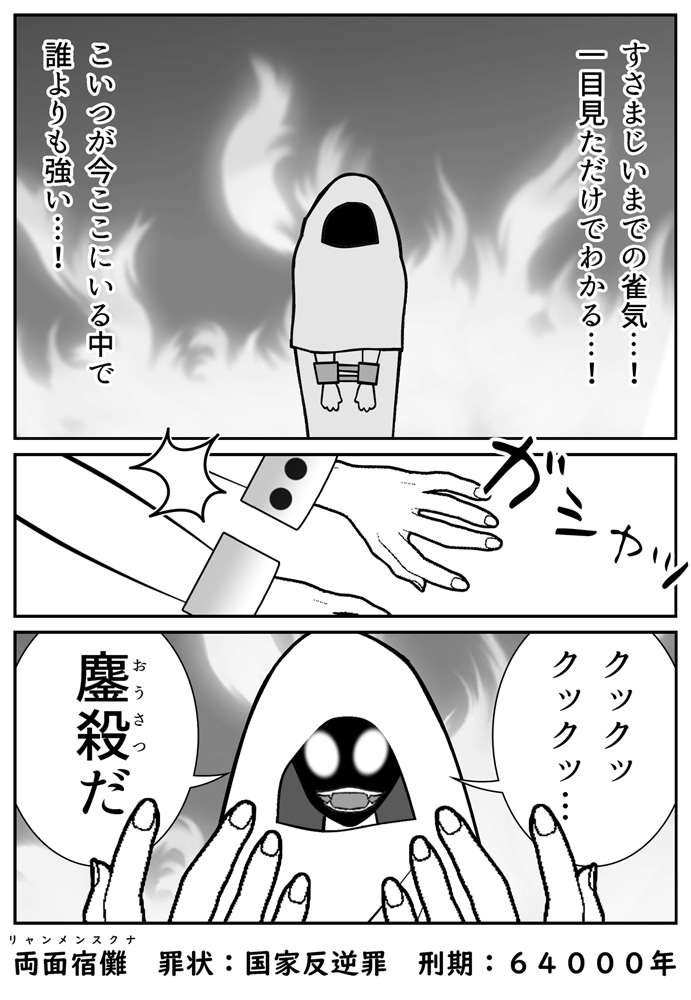 すさまじいまでの雀気…！
一目見ただけでわかる…！
こいつが今ここにいる中で
誰よりも強い…！
ガシャッ
クックッ
クックッ…
おうさつ
鏖殺だ
リャンメンスクナ
両面宿儺　罪状：国家反逆罪　刑期：６４０００年